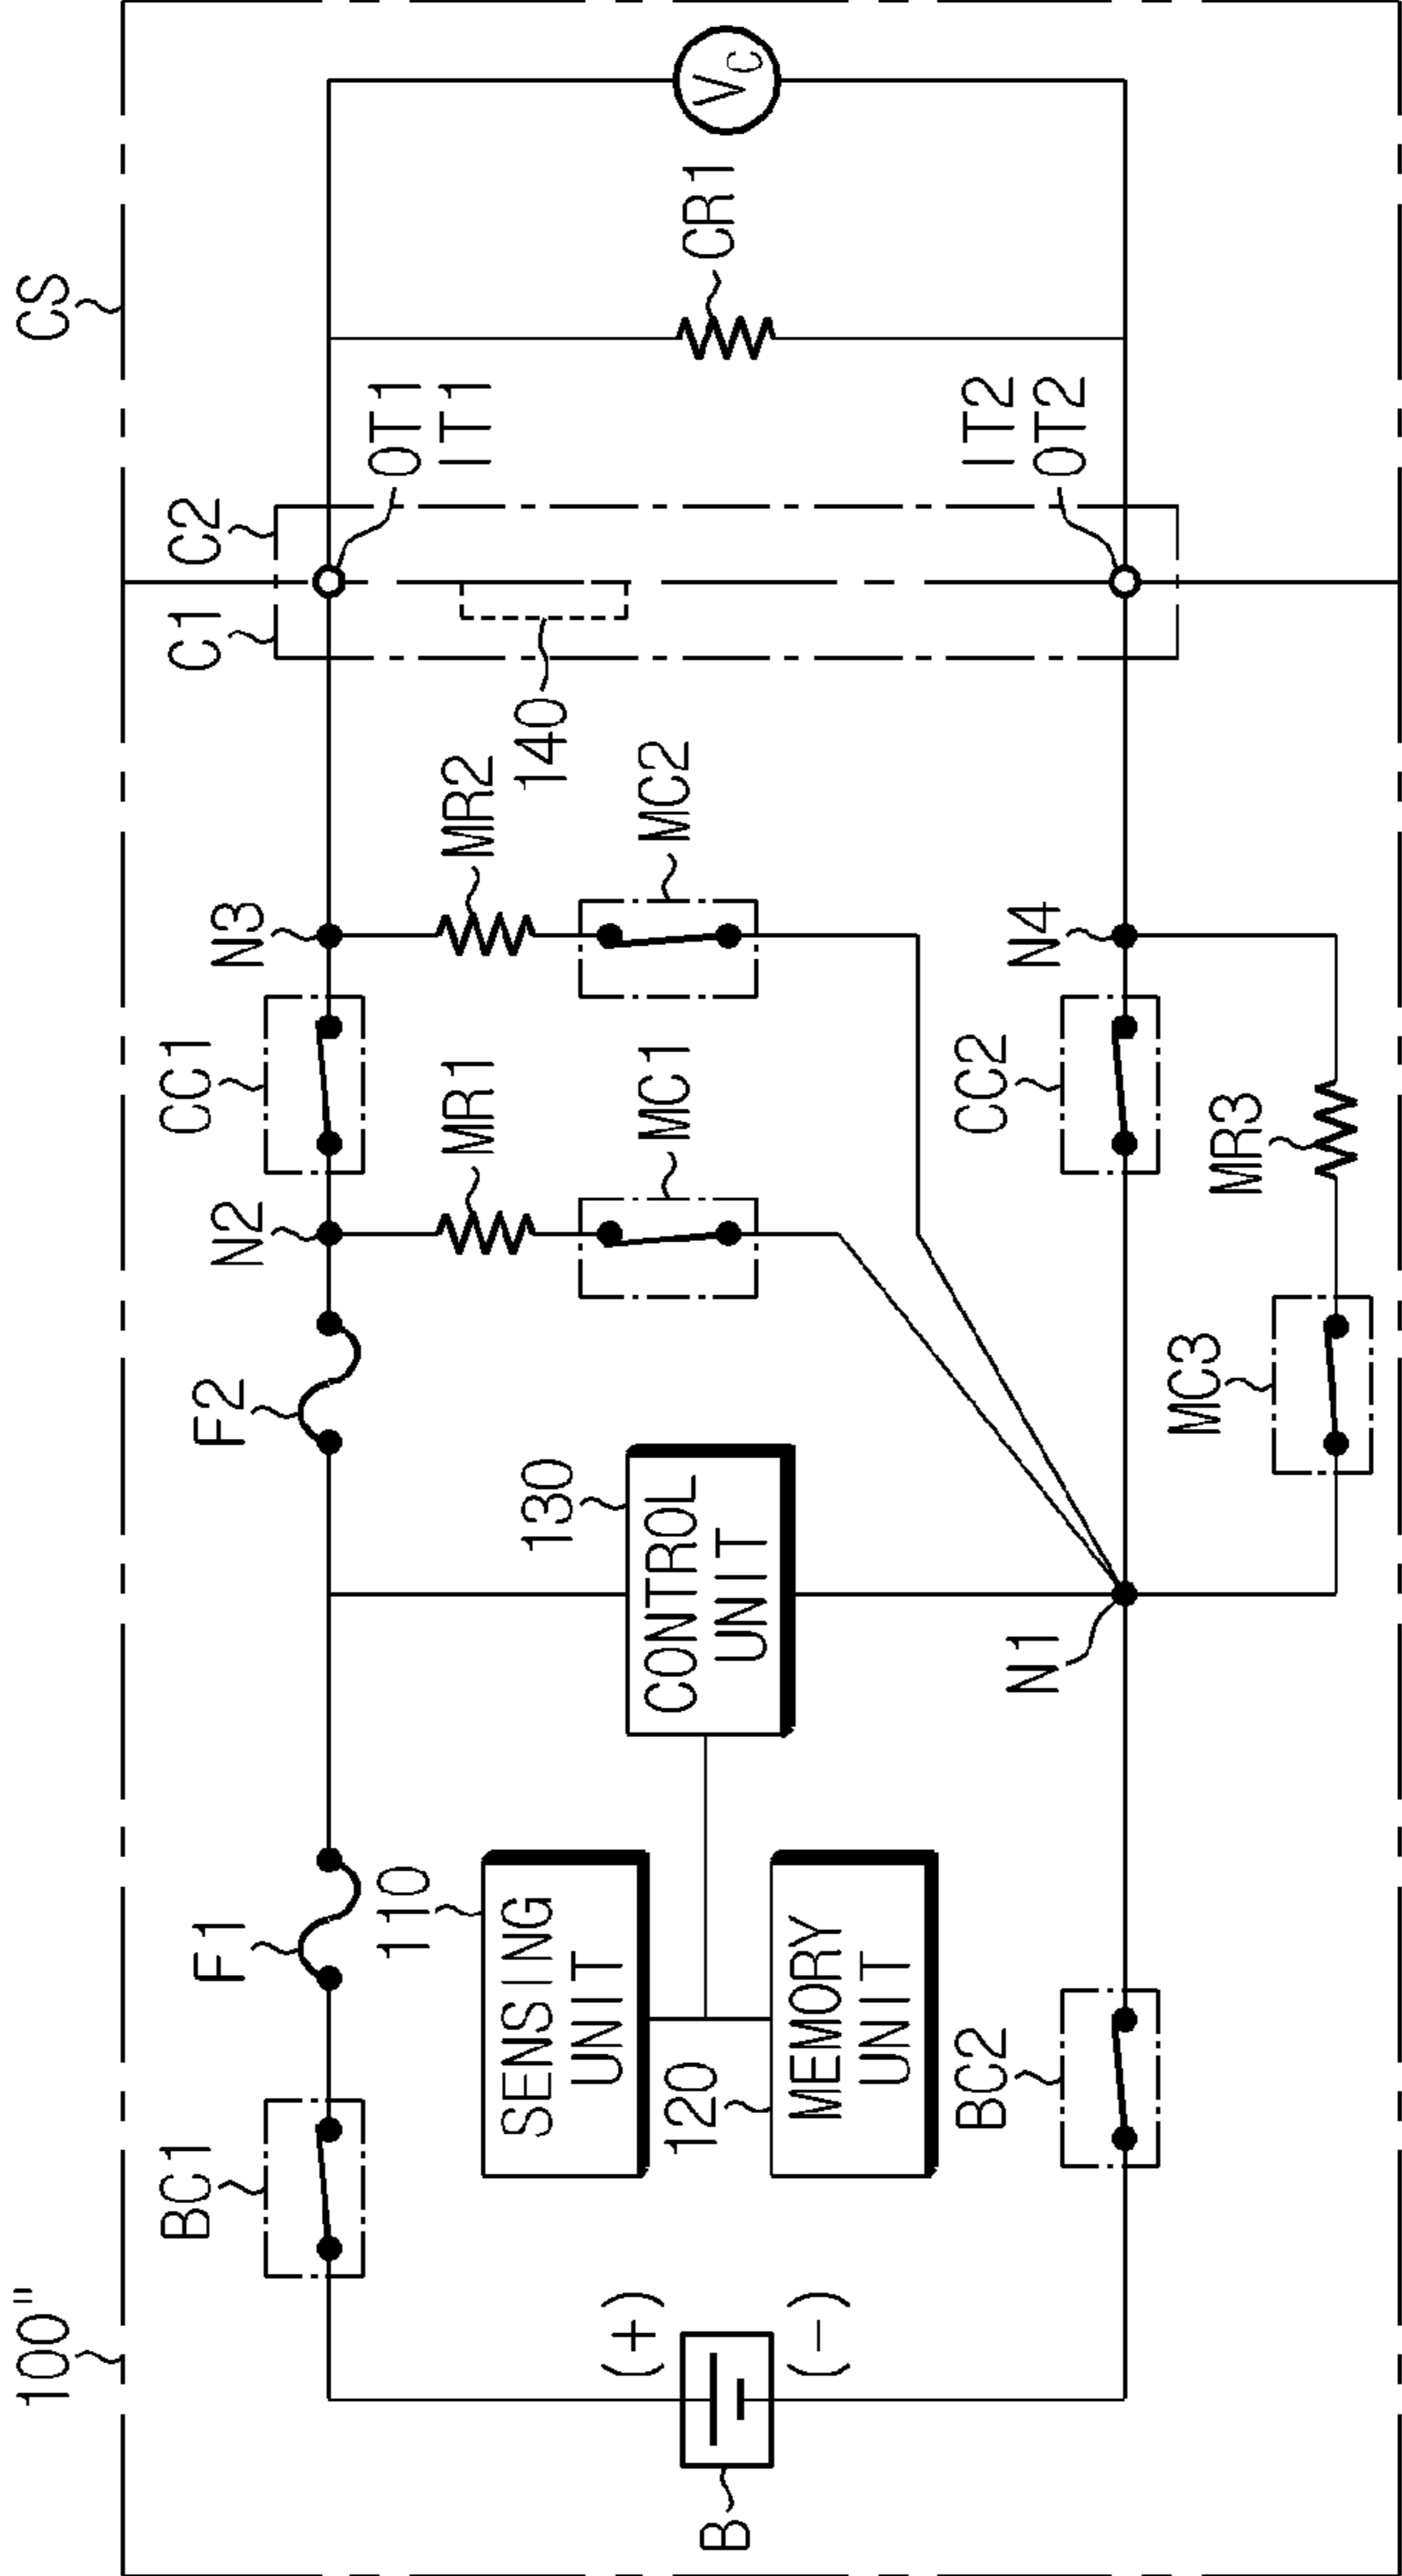 100"
CS
BC1
F1
F2
N2
CC1
N3
C1
C2
110
SENSING
UNIT
130
CONTROL
UNIT
MR1
MR2
140
OT1
IT1
(+)
B
(-)
120
MEMORY
UNIT
MC1
MC2
CR1
VC
BC2
N1
CC2
N4
IT2
OT2
MC3
MR3